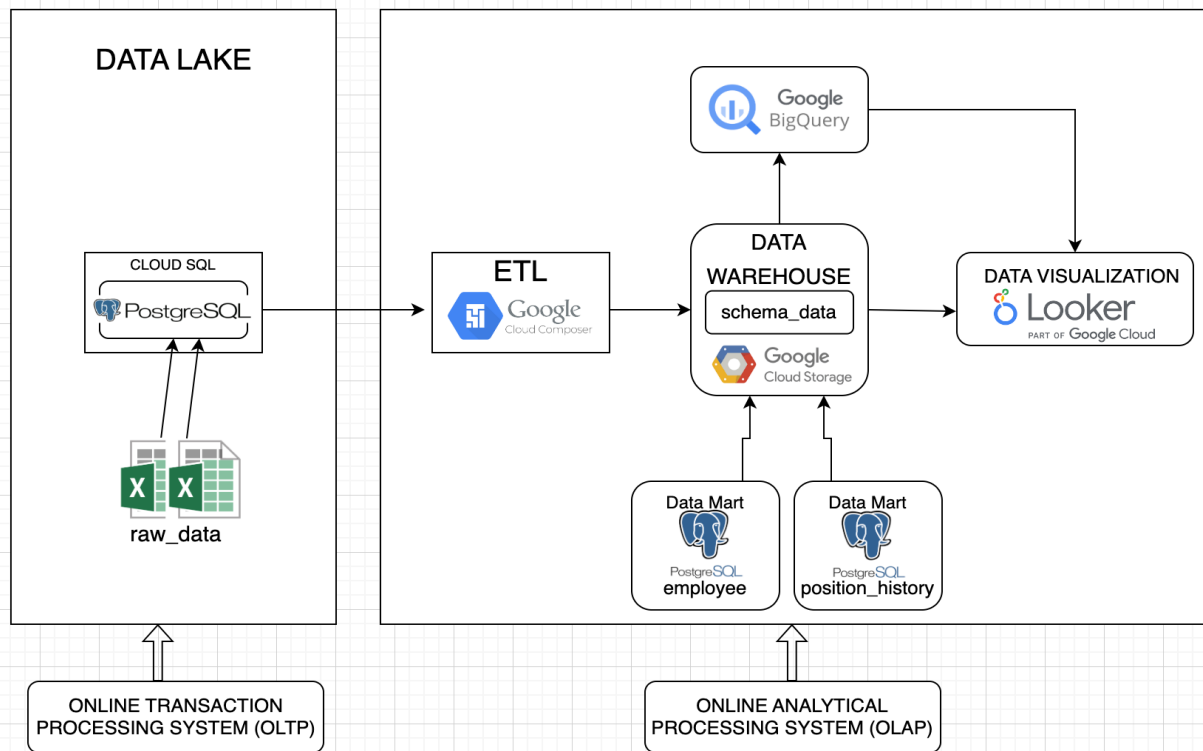 DATA LAKE
CLOUD SQL
PostgreSQL
X
X
raw_data
ONLINE TRANSACTION
PROCESSING SYSTEM (OLTP)
Google
BigQuery
ETL
Google
Cloud Composer
DATA
WAREHOUSE
schema_data
Google
Cloud Storage
DATA VISUALIZATION
Looker
PART OF Google Cloud
Data Mart
PostgreSQL
employee
Data Mart
PostgreSQL
position_history
ONLINE ANALYTICAL
PROCESSING SYSTEM (OLAP)